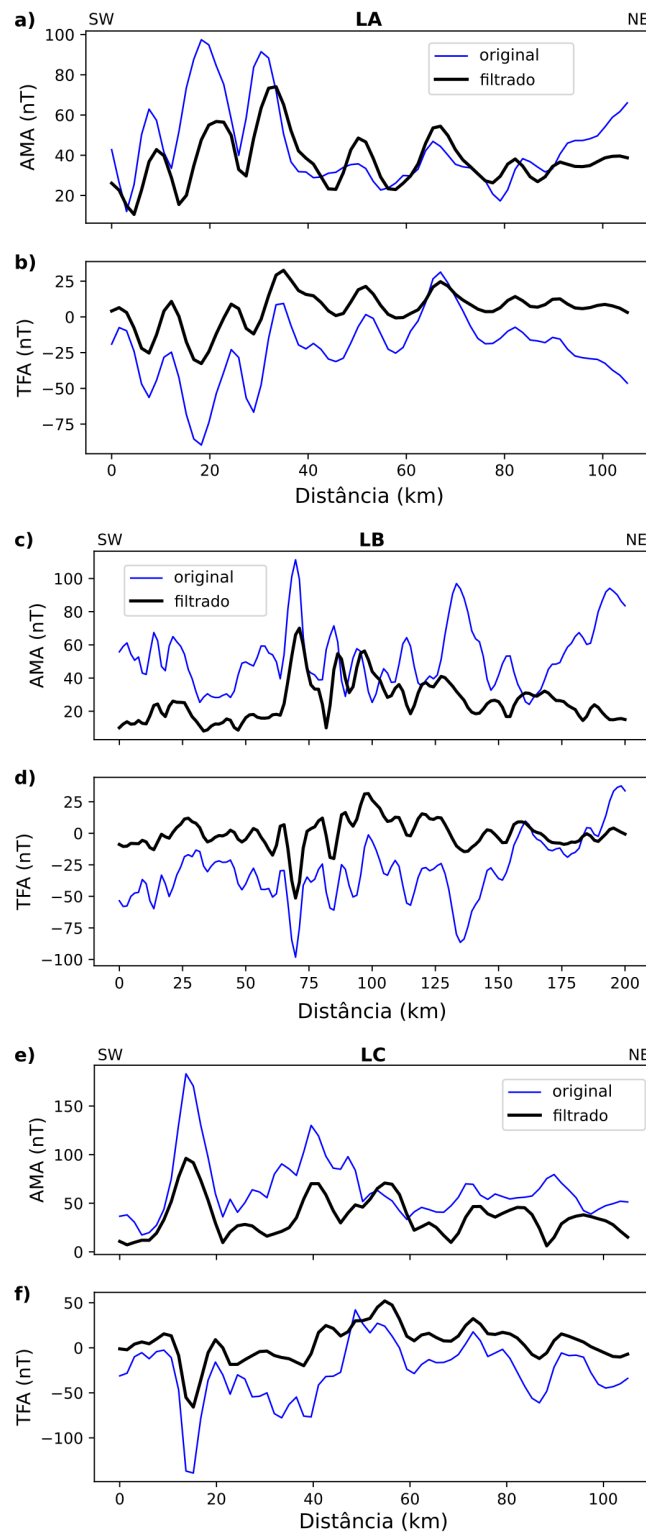 a) SW LA NE
100
80
60
40
20
AMA (nT)
original
filtrado
b)
25
0
−25
−50
−75
TFA (nT)
0 20 40 60 80 100
Distância (km)
c) SW LB NE
100
80
60
40
20
AMA (nT)
original
filtrado
d)
25
0
−25
−50
−75
−100
TFA (nT)
0 25 50 75 100 125 150 175 200
Distância (km)
e) SW LC NE
150
100
50
0
AMA (nT)
original
filtrado
f)
50
0
−50
−100
TFA (nT)
0 20 40 60 80 100
Distância (km)